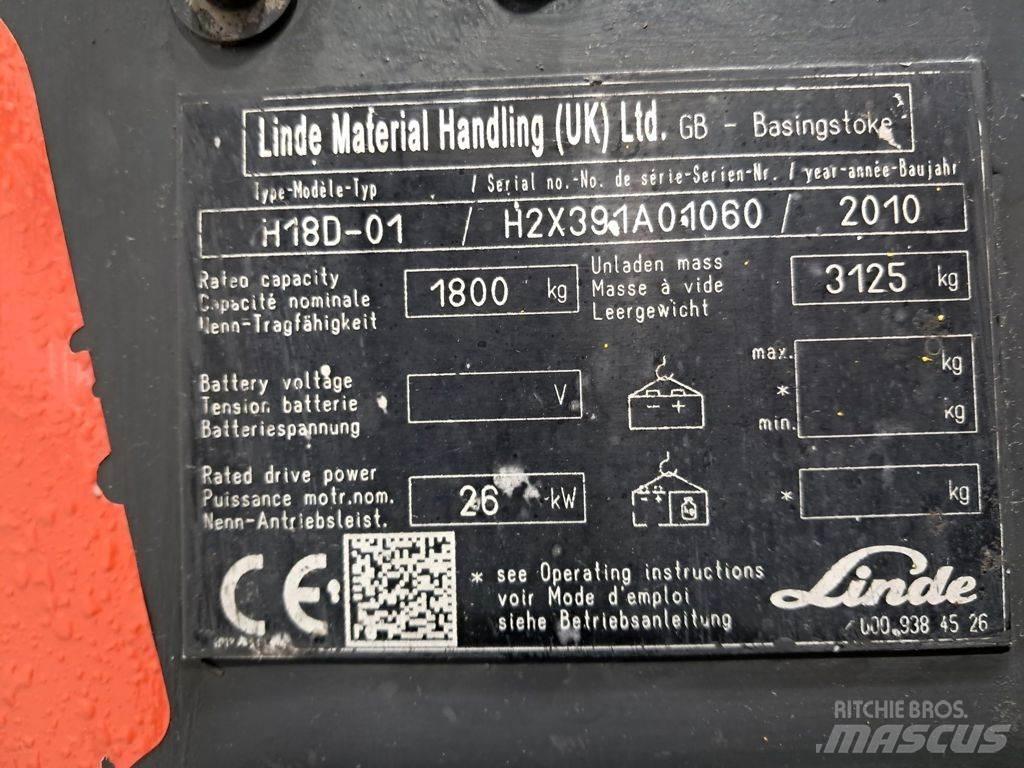 Linde Material Handling (UK) Ltd. GB - Basingstoke
Type-Modèle-Typ / Serial no.-No. de série-Serien-Nr. / year-année-Baujahr
H18D-01 / H2X391A01060 / 2010
Rated capacity
Capacité nominale
Nenn-Tragfähigkeit
1800 kg
Unladen mass
Masse à vide
Leergewicht
3125 kg
Battery voltage
Tension batterie
Batteriespannung
V
- +
max. kg
*
min. kg
Rated drive power
Puissance motr.nom.
Nenn-Antriebsleist.
26 kW
* kg
CE
* see Operating instructions
voir Mode d'emploi
siehe Betriebsanleitung
Linde
000 938 45 26
RITCHIE BROS.
MASCUS